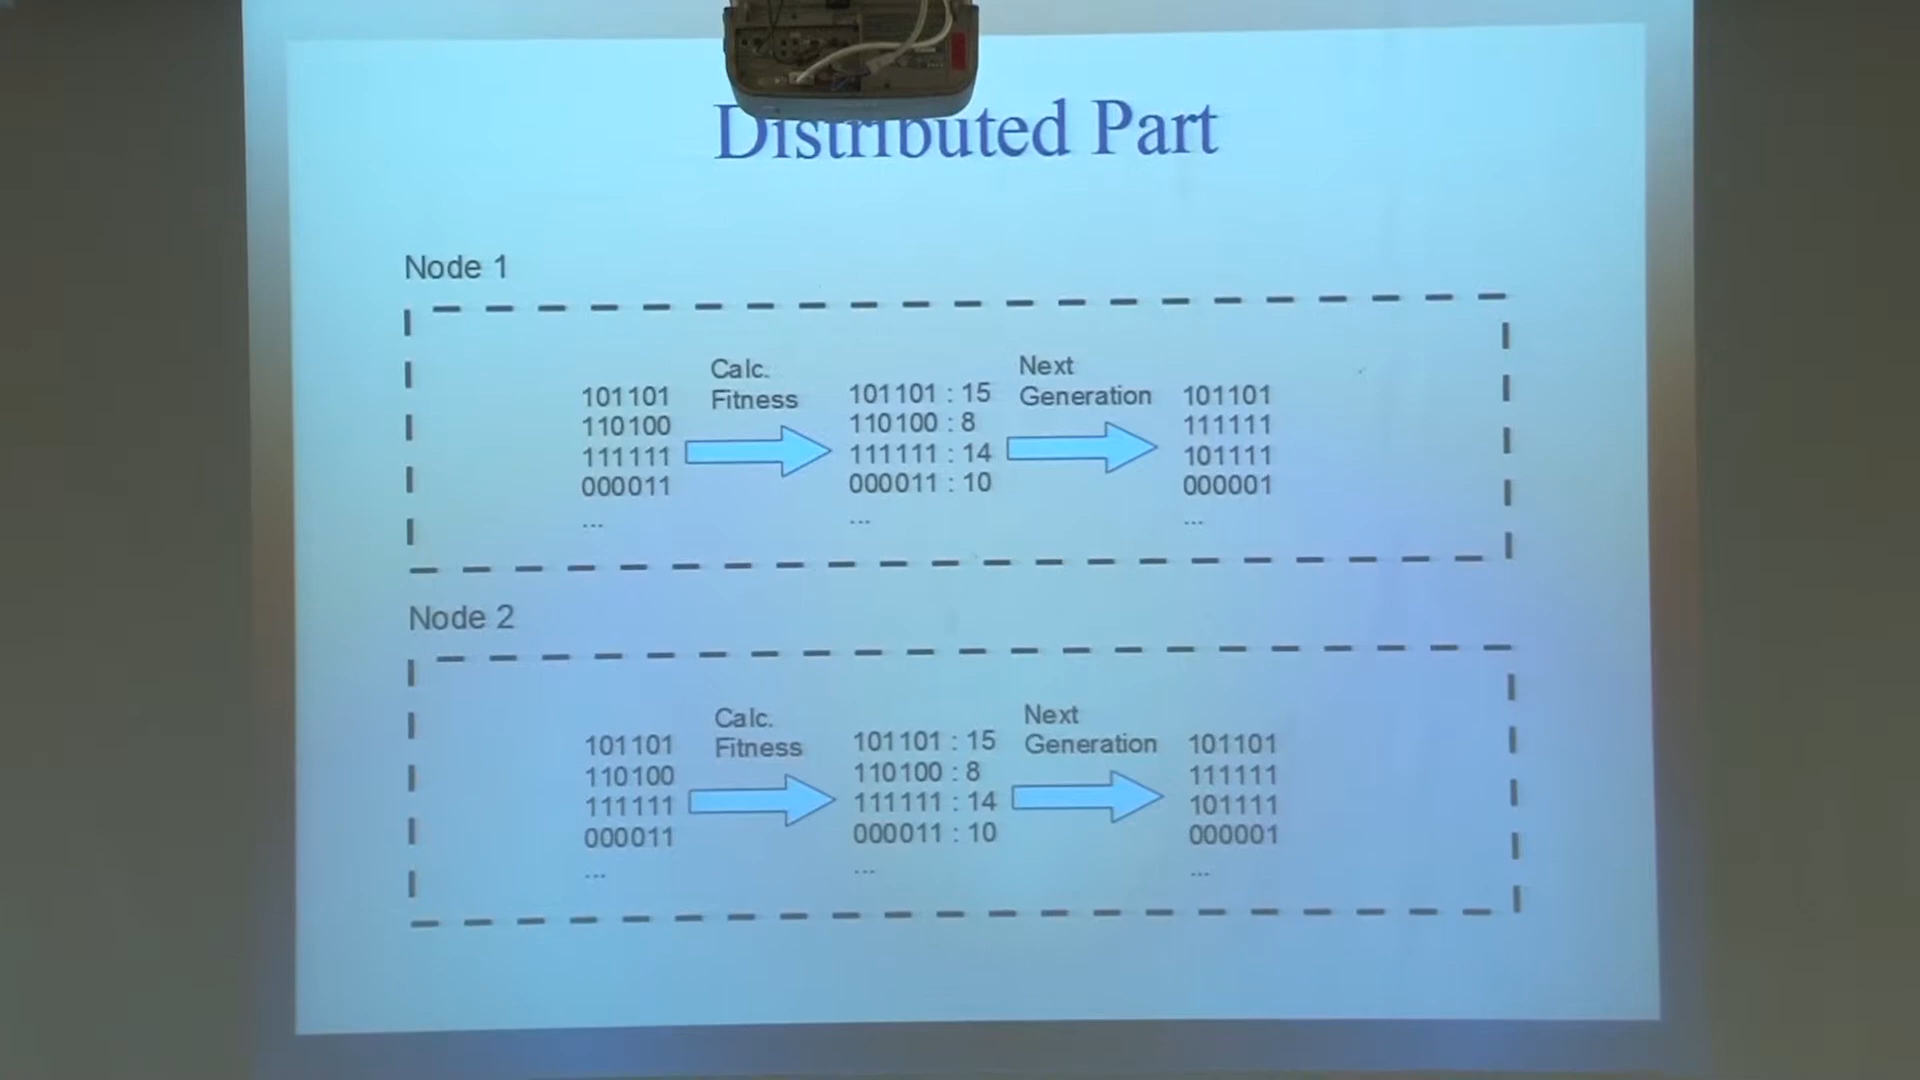 Distributed Part
Node 1
101101
110100
111111
000011
...
Calc.
Fitness
101101 : 15
110100 : 8
111111 : 14
000011 : 10
...
Next
Generation
101101
111111
101111
000001
...
Node 2
101101
110100
111111
000011
...
Calc.
Fitness
101101 : 15
110100 : 8
111111 : 14
000011 : 10
...
Next
Generation
101101
111111
101111
000001
...